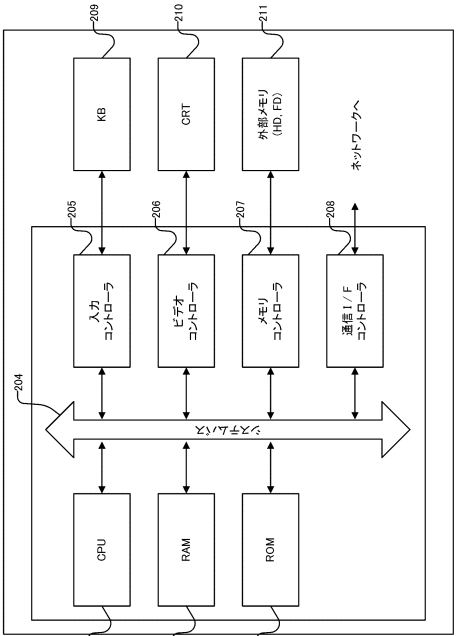 CPU
RAM
ROM
204
システムバス
205
入力
コントローラ
206
ビデオ
コントローラ
207
メモリ
コントローラ
208
通信I/F
コントローラ
209
KB
210
CRT
211
外部メモリ
(HD, FD)
ネットワークへ